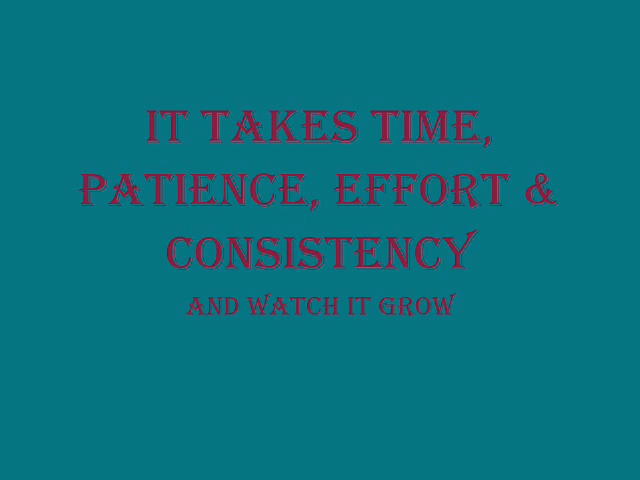 IT TAKES TIME,
PATIENCE, EFFORT &
CONSISTENCY
AND WATCH IT GROW